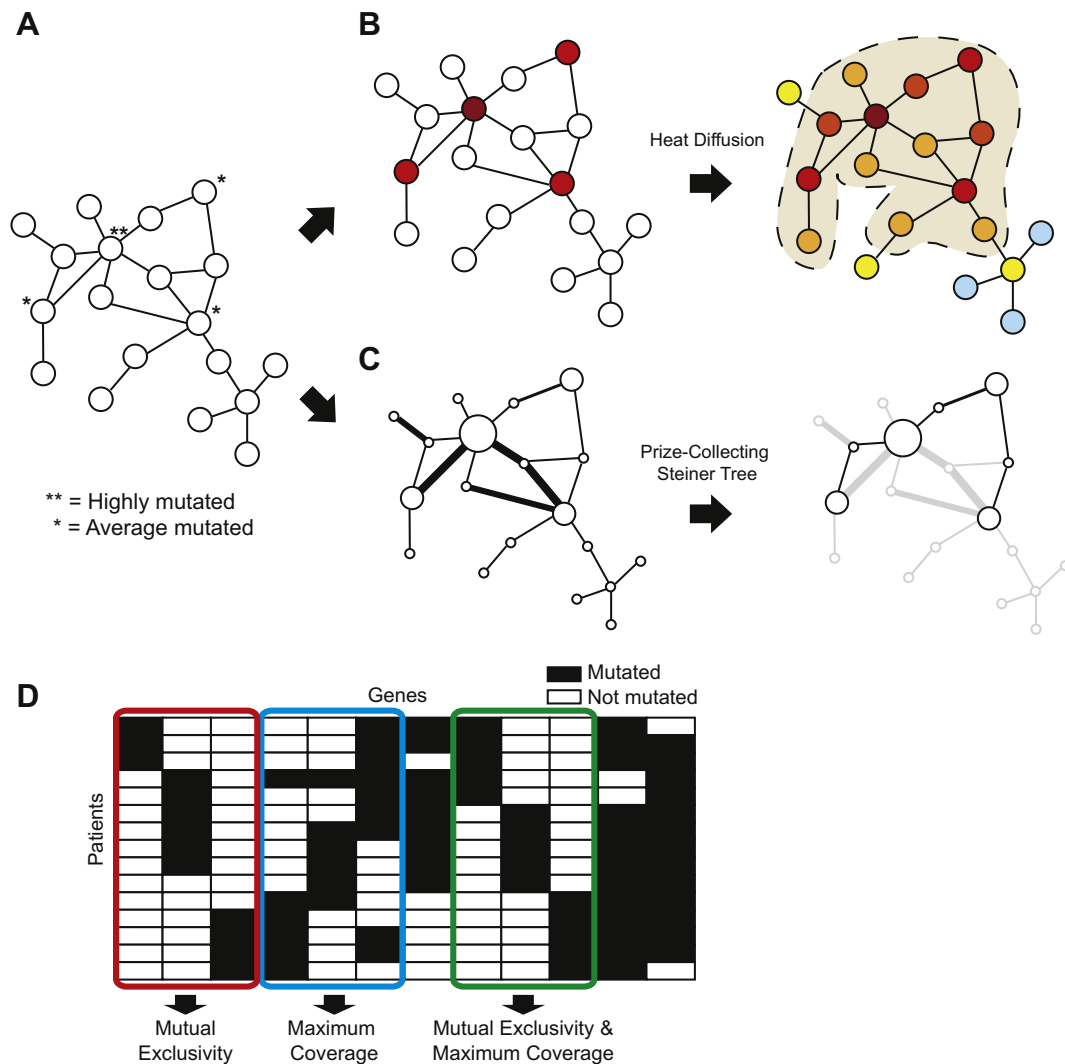 A
B
Heat Diffusion
*
**
*
*
** = Highly mutated
* = Average mutated
C
Prize-Collecting
Steiner Tree
D
Genes
Mutated
Not mutated
Patients
Mutual
Exclusivity
Maximum
Coverage
Mutual Exclusivity &
Maximum Coverage